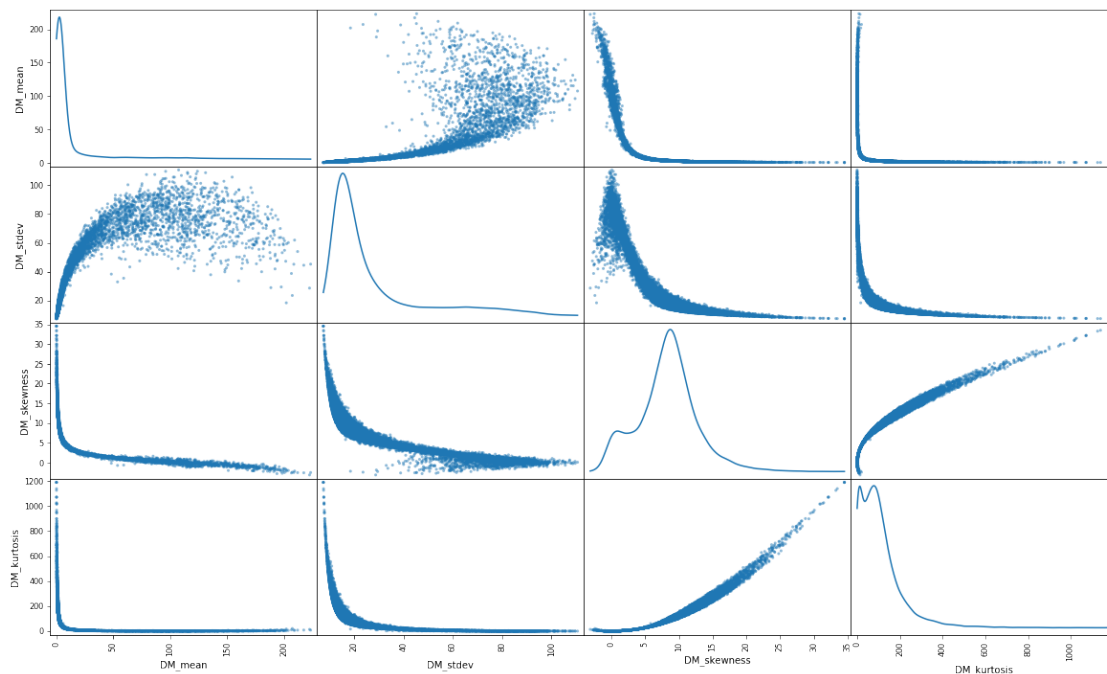 DM_mean
200
150
100
50
0
DM_stdev
100
80
60
40
20
DM_skewness
35
30
25
20
15
10
5
0
DM_kurtosis
1200
1000
800
600
400
200
0
0 50 100 150 200
20 40 60 80 100
0 5 10 15 20 25 30 35
0 200 400 600 800 1000
DM_mean DM_stdev DM_skewness DM_kurtosis